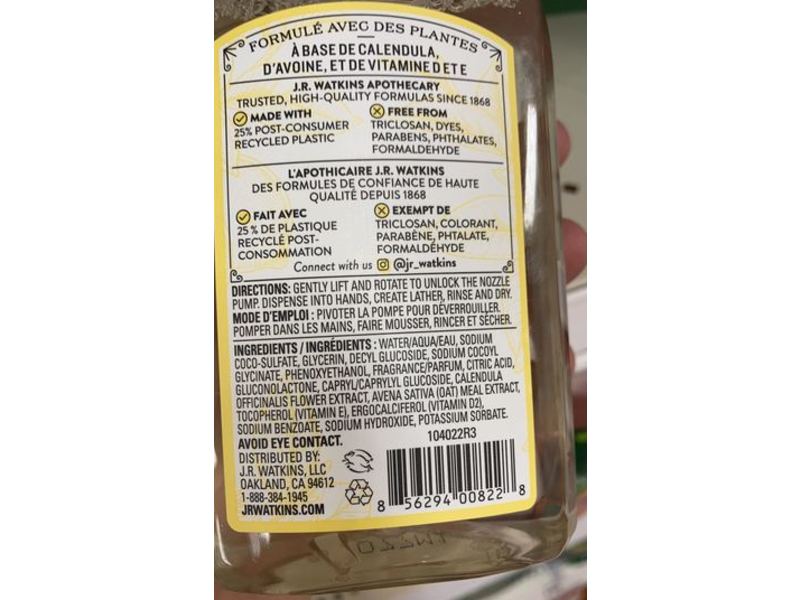 FORMULÉ AVEC DES PLANTES
À BASE DE CALENDULA,
D'AVOINE, ET DE VITAMINE D ET E
J.R. WATKINS APOTHECARY
TRUSTED, HIGH-QUALITY FORMULAS SINCE 1868
MADE WITH
25% POST-CONSUMER
RECYCLED PLASTIC
FREE FROM
TRICLOSAN, DYES,
PARABENS, PHTHALATES,
FORMALDEHYDE
L'APOTHICAIRE J.R. WATKINS
DES FORMULES DE CONFIANCE DE HAUTE
QUALITÉ DEPUIS 1868
FAIT AVEC
25 % DE PLASTIQUE
RECYCLÉ POST-
CONSOMMATION
EXEMPT DE
TRICLOSAN, COLORANT,
PARABÈNE, PHTALATE,
FORMALDÉHYDE
Connect with us @jr_watkins
DIRECTIONS: GENTLY LIFT AND ROTATE TO UNLOCK THE NOZZLE
PUMP. DISPENSE INTO HANDS, CREATE LATHER, RINSE AND DRY.
MODE D'EMPLOI : PIVOTER LA POMPE POUR DÉVERROUILLER.
POMPER DANS LES MAINS, FAIRE MOUSSER, RINCER ET SÉCHER.
INGREDIENTS / INGRÉDIENTS : WATER/AQUA/EAU, SODIUM
COCO-SULFATE, GLYCERIN, DECYL GLUCOSIDE, SODIUM COCOYL
GLYCINATE, PHENOXYETHANOL, FRAGRANCE/PARFUM, CITRIC ACID,
GLUCONOLACTONE, CAPRYL/CAPRYLYL GLUCOSIDE, CALENDULA
OFFICINALIS FLOWER EXTRACT, AVENA SATIVA (OAT) MEAL EXTRACT,
TOCOPHEROL (VITAMIN E), ERGOCALCIFEROL (VITAMIN D2),
SODIUM BENZOATE, SODIUM HYDROXIDE, POTASSIUM SORBATE.
AVOID EYE CONTACT.
104022R3
DISTRIBUTED BY:
J.R. WATKINS, LLC
OAKLAND, CA 94612
1-888-384-1945
JRWATKINS.COM
8 56294 00822 8